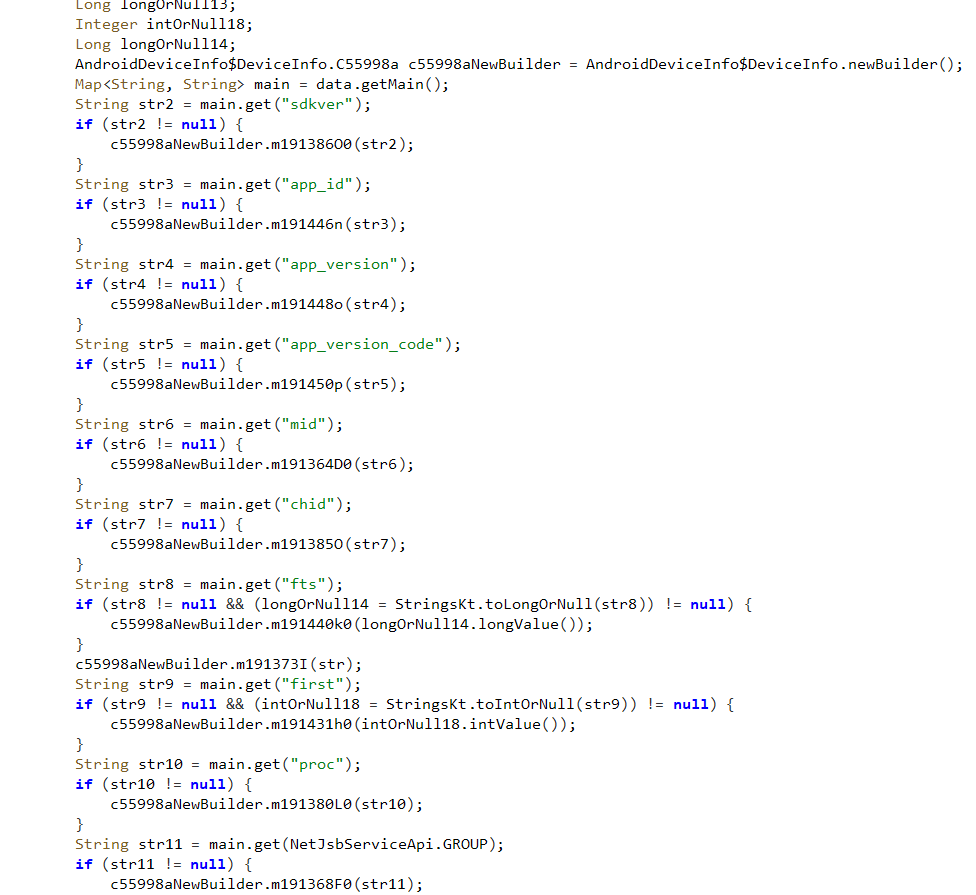 Long longOrNull13;
Integer intOrNull18;
Long longOrNull14;
AndroidDeviceInfo$DeviceInfo.C55998a c55998aNewBuilder = AndroidDeviceInfo$DeviceInfo.newBuilder();
Map<String, String> main = data.getMain();
String str2 = main.get("sdkver");
if (str2 != null) {
c55998aNewBuilder.m191386O0(str2);
}
String str3 = main.get("app_id");
if (str3 != null) {
c55998aNewBuilder.m191446n(str3);
}
String str4 = main.get("app_version");
if (str4 != null) {
c55998aNewBuilder.m191448o(str4);
}
String str5 = main.get("app_version_code");
if (str5 != null) {
c55998aNewBuilder.m191450p(str5);
}
String str6 = main.get("mid");
if (str6 != null) {
c55998aNewBuilder.m191364D0(str6);
}
String str7 = main.get("chid");
if (str7 != null) {
c55998aNewBuilder.m191385O(str7);
}
String str8 = main.get("fts");
if (str8 != null && (longOrNull14 = StringsKt.toLongOrNull(str8)) != null) {
c55998aNewBuilder.m191440k0(longOrNull14.longValue());
}
c55998aNewBuilder.m191373I(str);
String str9 = main.get("first");
if (str9 != null && (intOrNull18 = StringsKt.toIntOrNull(str9)) != null) {
c55998aNewBuilder.m191431h0(intOrNull18.intValue());
}
String str10 = main.get("proc");
if (str10 != null) {
c55998aNewBuilder.m191380L0(str10);
}
String str11 = main.get(NetJsbServiceApi.GROUP);
if (str11 != null) {
c55998aNewBuilder.m191368F0(str11);